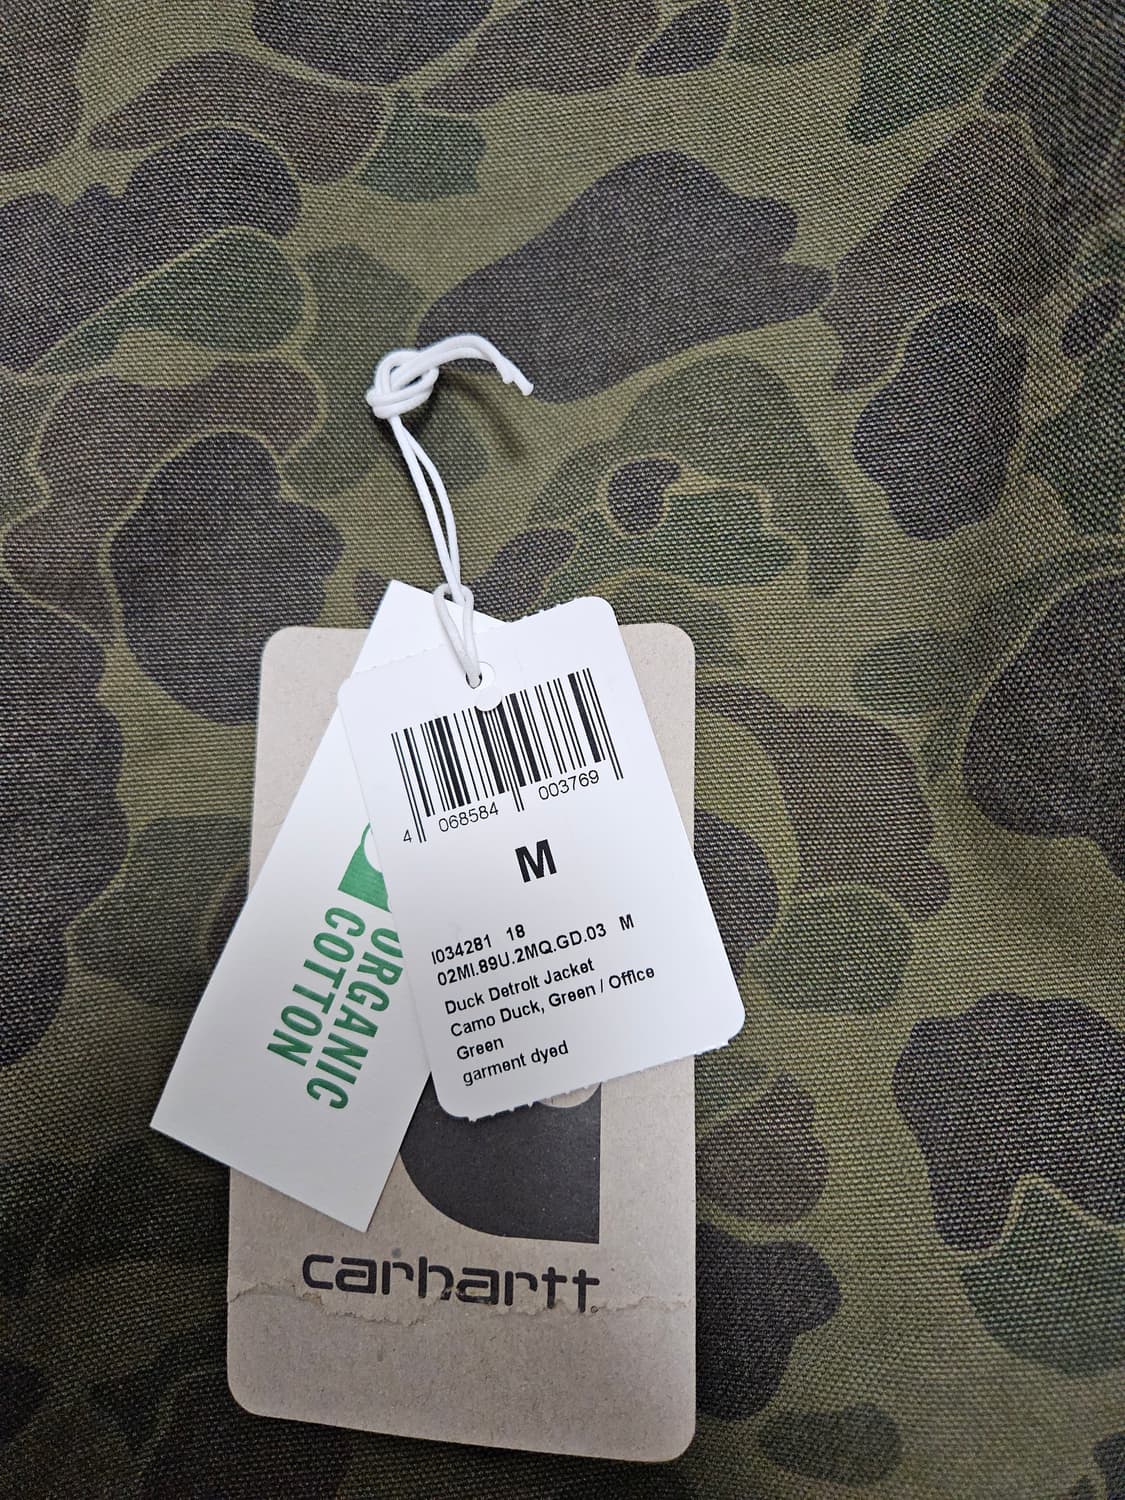 4 068584 003769
M
I034281 18
02MI.89U.2MQ.GD.03 M
Duck Detroit Jacket
Camo Duck, Green / Office
Green
garment dyed
ORGANIC
COTTON
carhartt